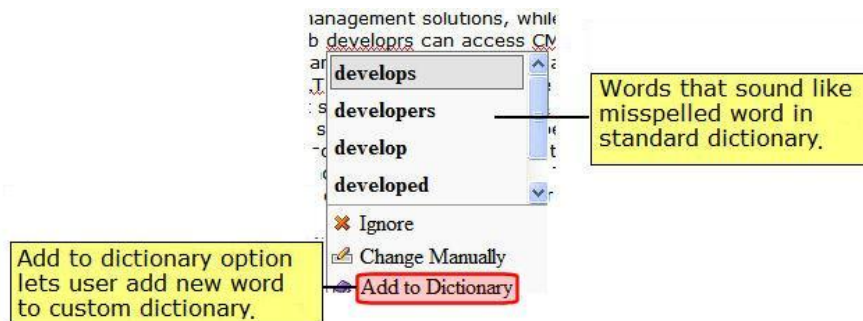 management solutions, while
b developrs can access CM
develops
developers
develop
developed
Words that sound like
misspelled word in
standard dictionary.
Ignore
Change Manually
Add to Dictionary
Add to dictionary option
lets user add new word
to custom dictionary.